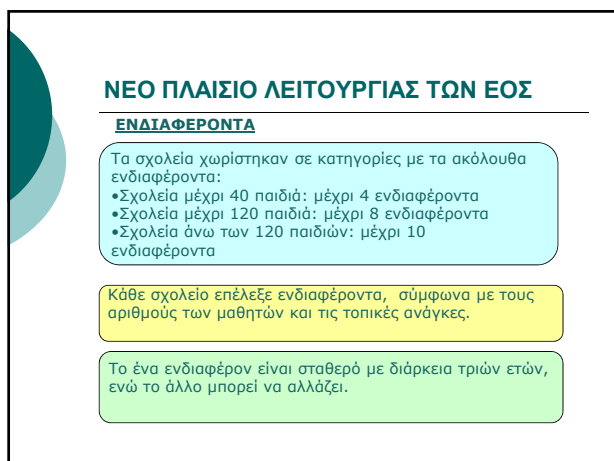 ΝΕΟ ΠΛΑΙΣΙΟ ΛΕΙΤΟΥΡΓΙΑΣ ΤΩΝ ΕΟΣ
ΕΝΔΙΑΦΕΡΟΝΤΑ
Τα σχολεία χωρίστηκαν σε κατηγορίες με τα ακόλουθα
ενδιαφέροντα:
•Σχολεία μέχρι 40 παιδιά: μέχρι 4 ενδιαφέροντα
•Σχολεία μέχρι 120 παιδιά: μέχρι 8 ενδιαφέροντα
•Σχολεία άνω των 120 παιδιών: μέχρι 10
ενδιαφέροντα
Κάθε σχολείο επέλεξε ενδιαφέροντα, σύμφωνα με τους
αριθμούς των μαθητών και τις τοπικές ανάγκες.
Το ένα ενδιαφέρον είναι σταθερό με διάρκεια τριών ετών,
ενώ το άλλο μπορεί να αλλάζει.